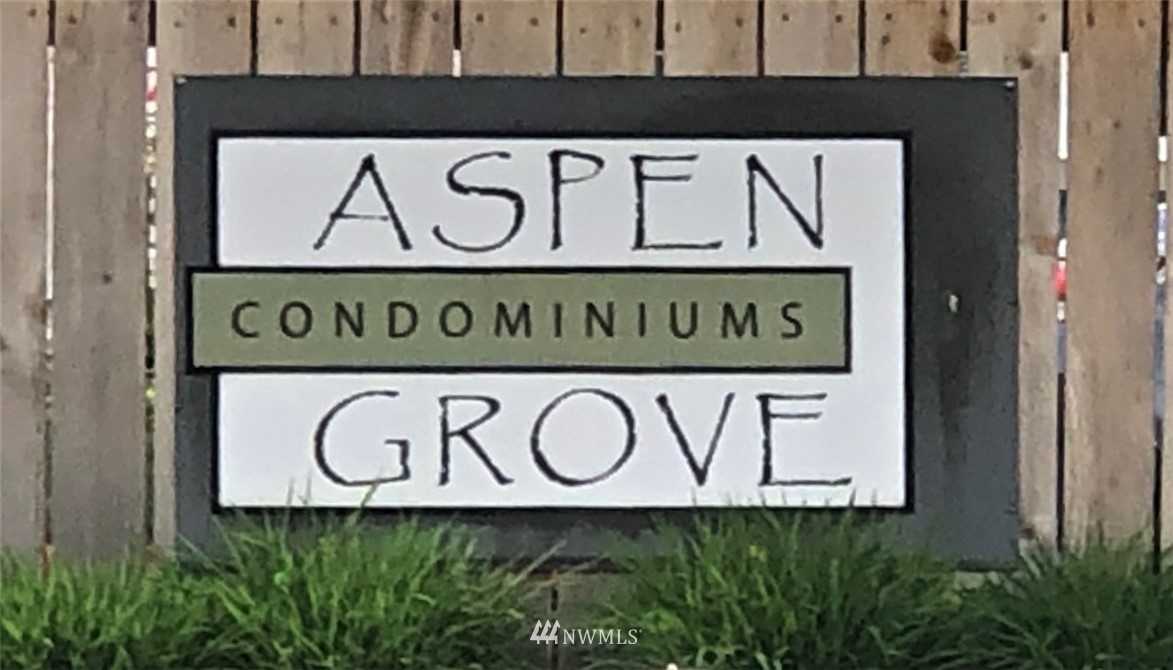 ASPEN
CONDOMINIUMS
GROVE
NWMLS